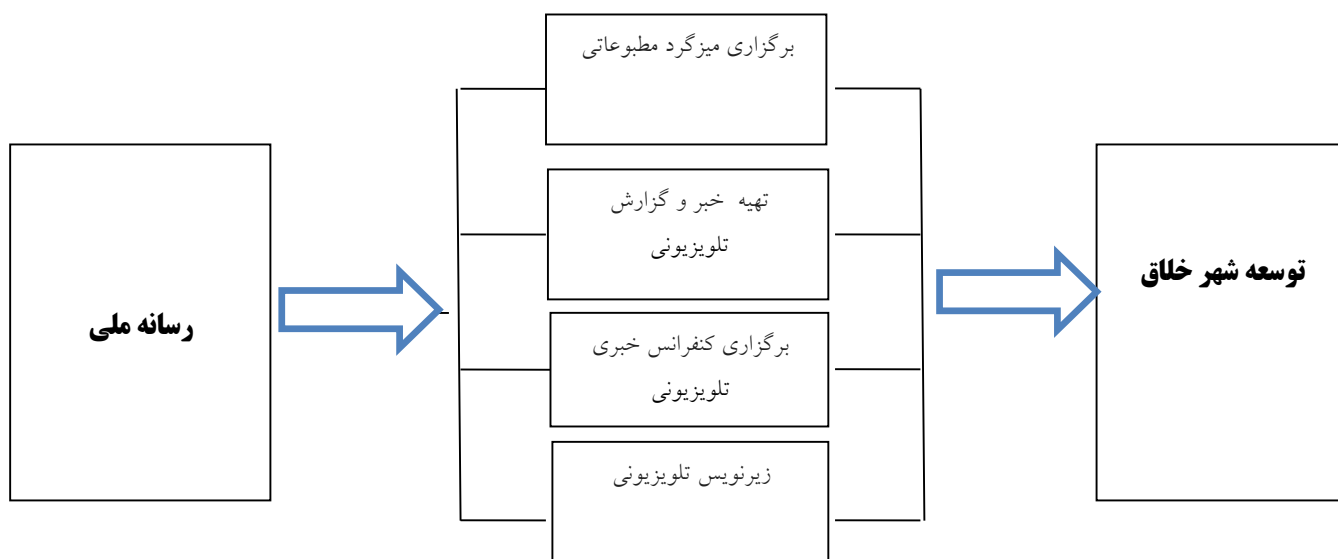 برگزاری میزگرد مطبوعاتی
تهیه خبر و گزارش
تلویزیونی
برگزاری کنفرانس خبری
تلویزیونی
زیرنویس تلویزیونی
رسانه ملی
توسعه شهر خلاق